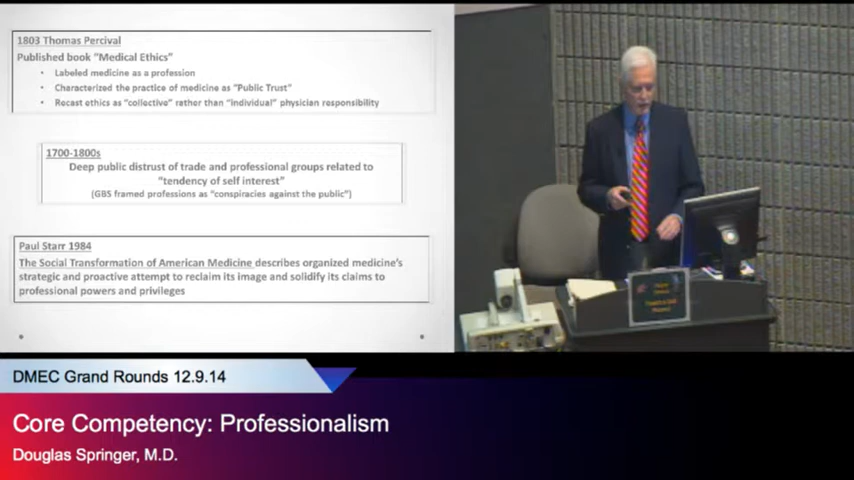 1803 Thomas Percival
Published book "Medical Ethics"
• Labeled medicine as a profession
• Characterized the practice of medicine as "Public Trust"
• Recast ethics as "collective" rather than "individual" physician responsibility
1700-1800s
Deep public distrust of trade and professional groups related to
"tendency of self interest"
(GBS framed professions as "conspiracies against the public")
Paul Starr 1984
The Social Transformation of American Medicine describes organized medicine's
strategic and proactive attempt to reclaim its image and solidify its claims to
professional powers and privileges
DMEC Grand Rounds 12.9.14
Core Competency: Professionalism
Douglas Springer, M.D.